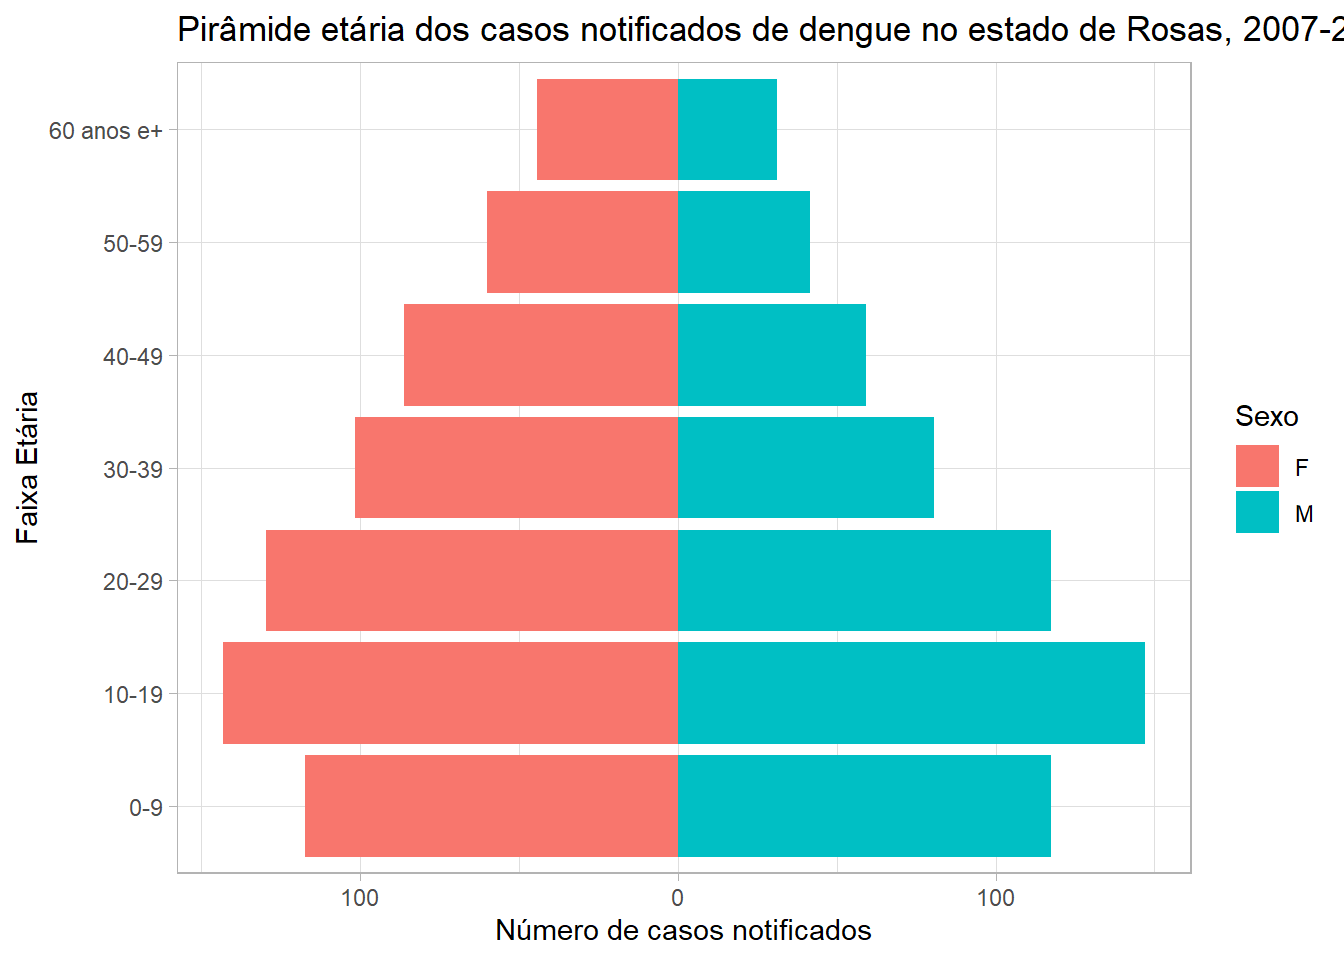 Pirâmide etária dos casos notificados de dengue no estado de Rosas, 2007-2
60 anos e+
50-59
40-49
30-39
20-29
10-19
0-9
Faixa Etária
100 0 100
Número de casos notificados
Sexo
F
M